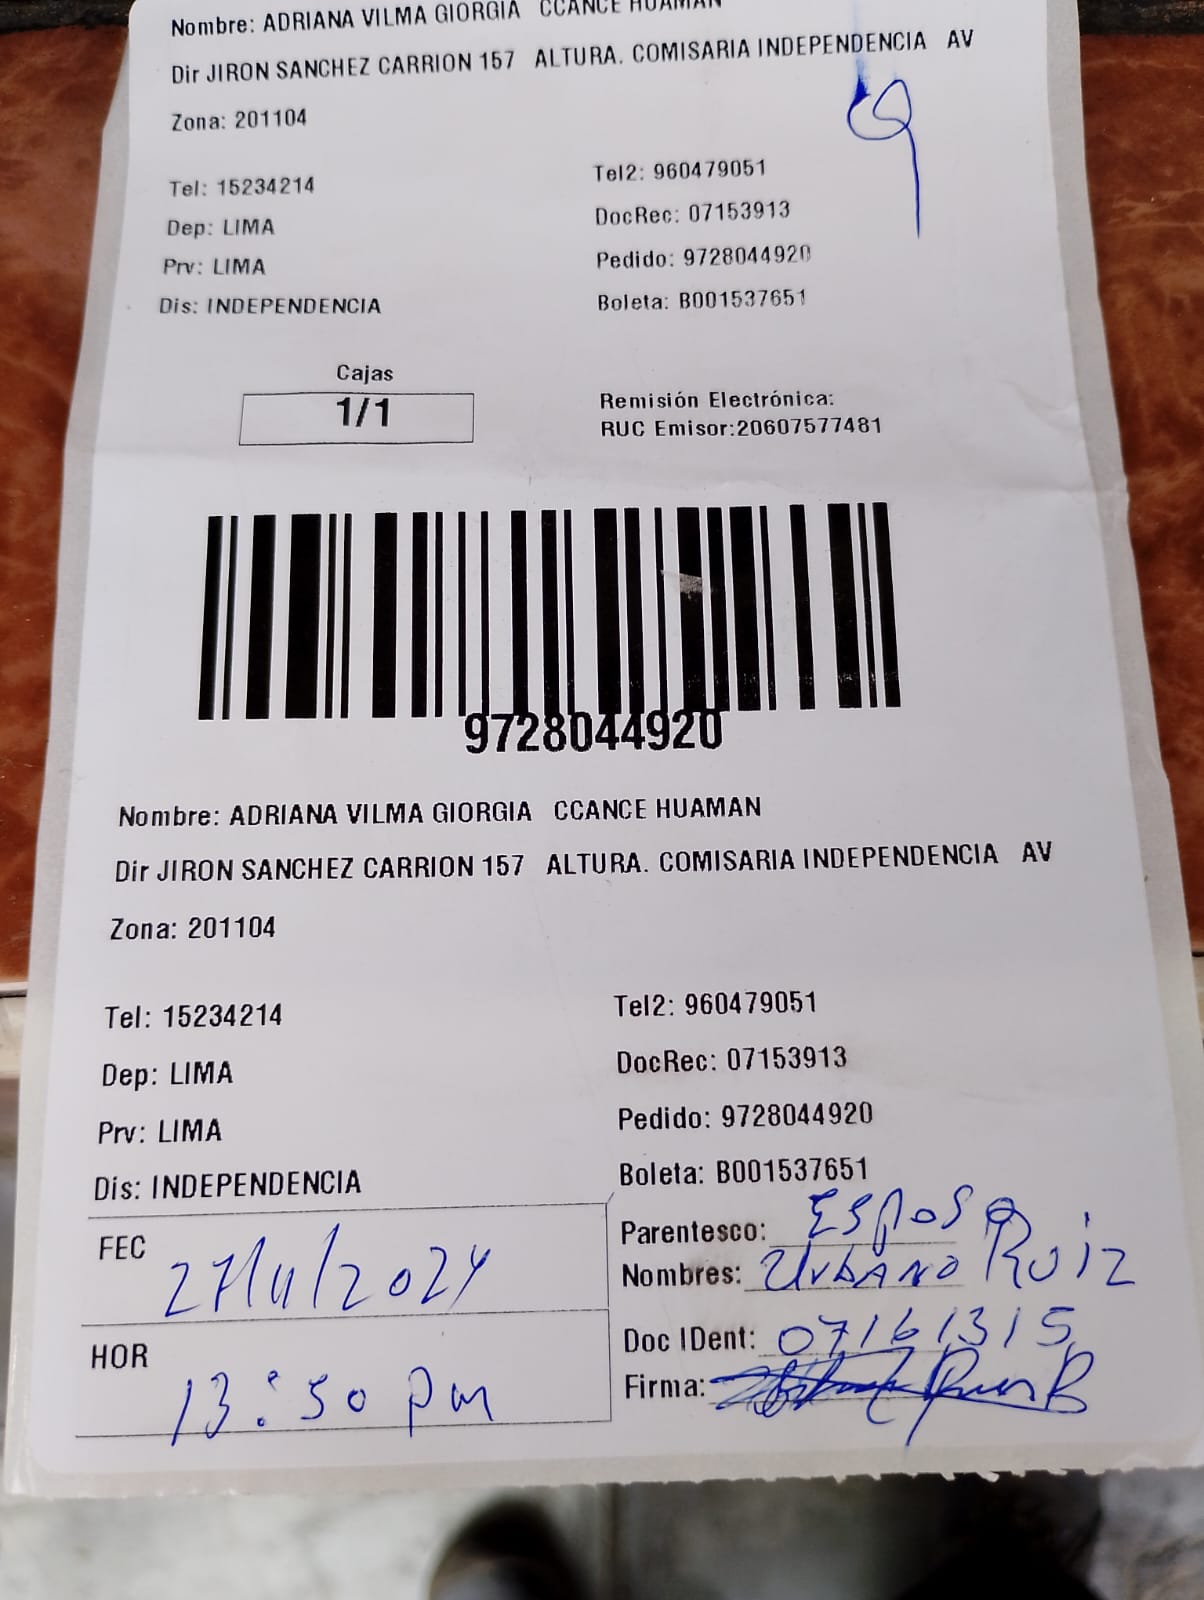 Nombre: ADRIANA VILMA GIORGIA CCANCE HUAMAN
Dir JIRON SANCHEZ CARRION 157 ALTURA. COMISARIA INDEPENDENCIA AV
Zona: 201104
Tel: 15234214
Tel2: 960479051
Dep: LIMA
DocRec: 07153913
Prv: LIMA
Pedido: 9728044920
Dis: INDEPENDENCIA
Boleta: B001537651
Cajas
1/1
Remisión Electrónica:
RUC Emisor:20607577481
9728044920
Nombre: ADRIANA VILMA GIORGIA CCANCE HUAMAN
Dir JIRON SANCHEZ CARRION 157 ALTURA. COMISARIA INDEPENDENCIA AV
Zona: 201104
Tel: 15234214
Tel2: 960479051
Dep: LIMA
DocRec: 07153913
Prv: LIMA
Pedido: 9728044920
Dis: INDEPENDENCIA
Boleta: B001537651
FEC 27/11/2024
HOR 13:50 pm
Parentesco: Esposo
Nombres: Urbano Ruiz
Doc IDent: 07161315
Firma: